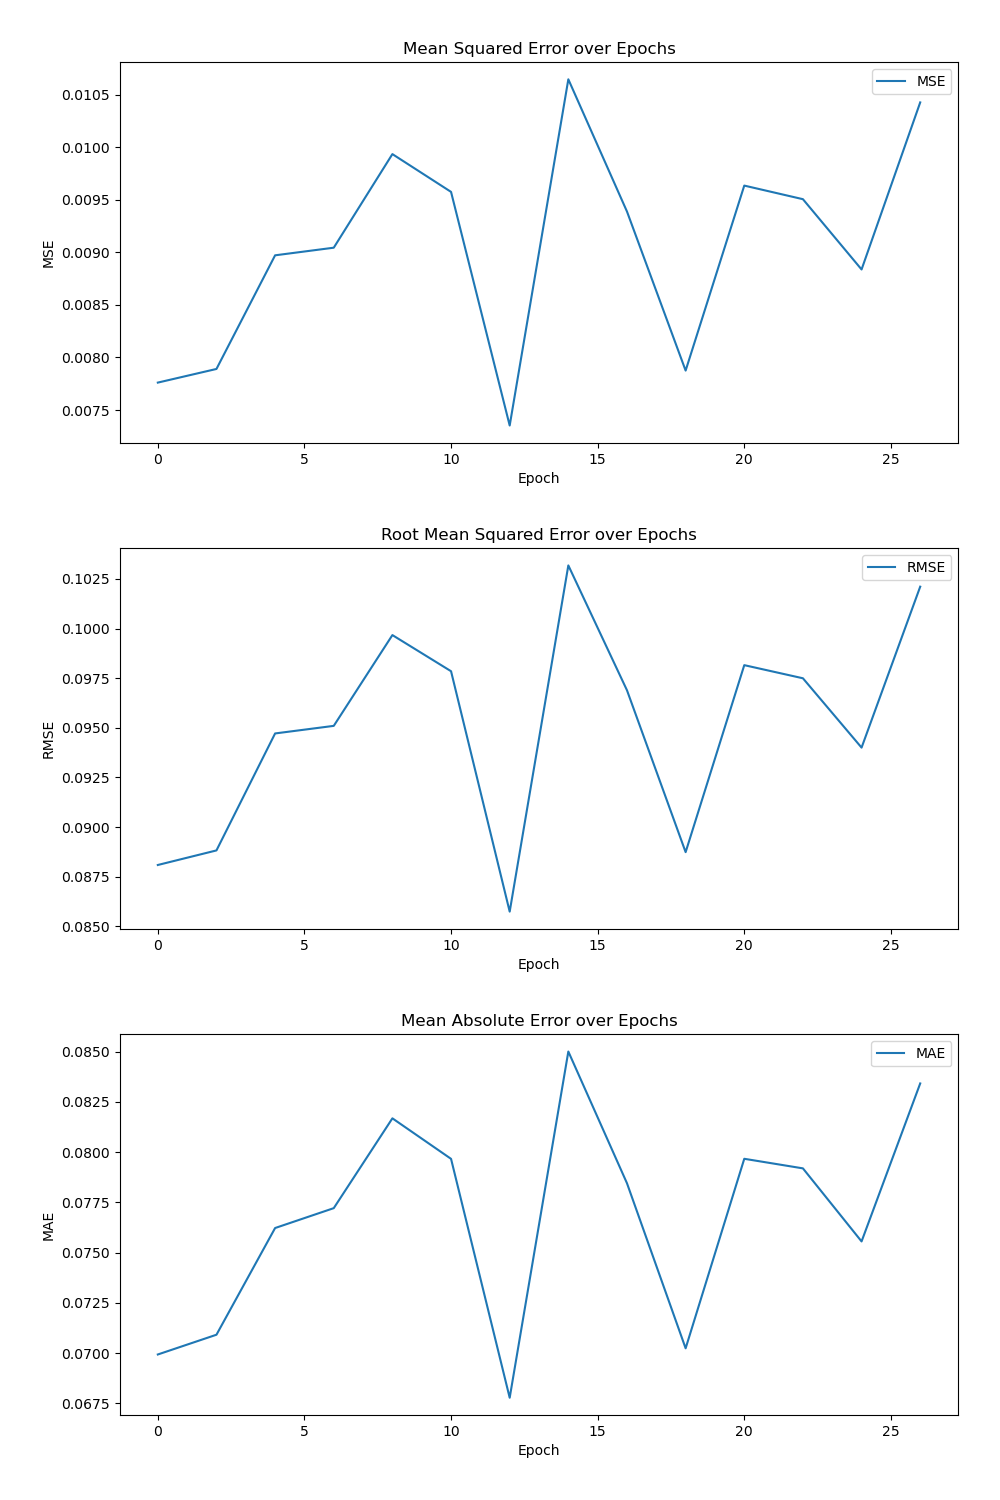 Mean Squared Error over Epochs
MSE
0.0105
0.0100
0.0095
0.0090
0.0085
0.0080
0.0075
MSE
0 5 10 15 20 25
Epoch
Root Mean Squared Error over Epochs
RMSE
0.1025
0.1000
0.0975
0.0950
0.0925
0.0900
0.0875
0.0850
RMSE
0 5 10 15 20 25
Epoch
Mean Absolute Error over Epochs
MAE
0.0850
0.0825
0.0800
0.0775
0.0750
0.0725
0.0700
0.0675
MAE
0 5 10 15 20 25
Epoch